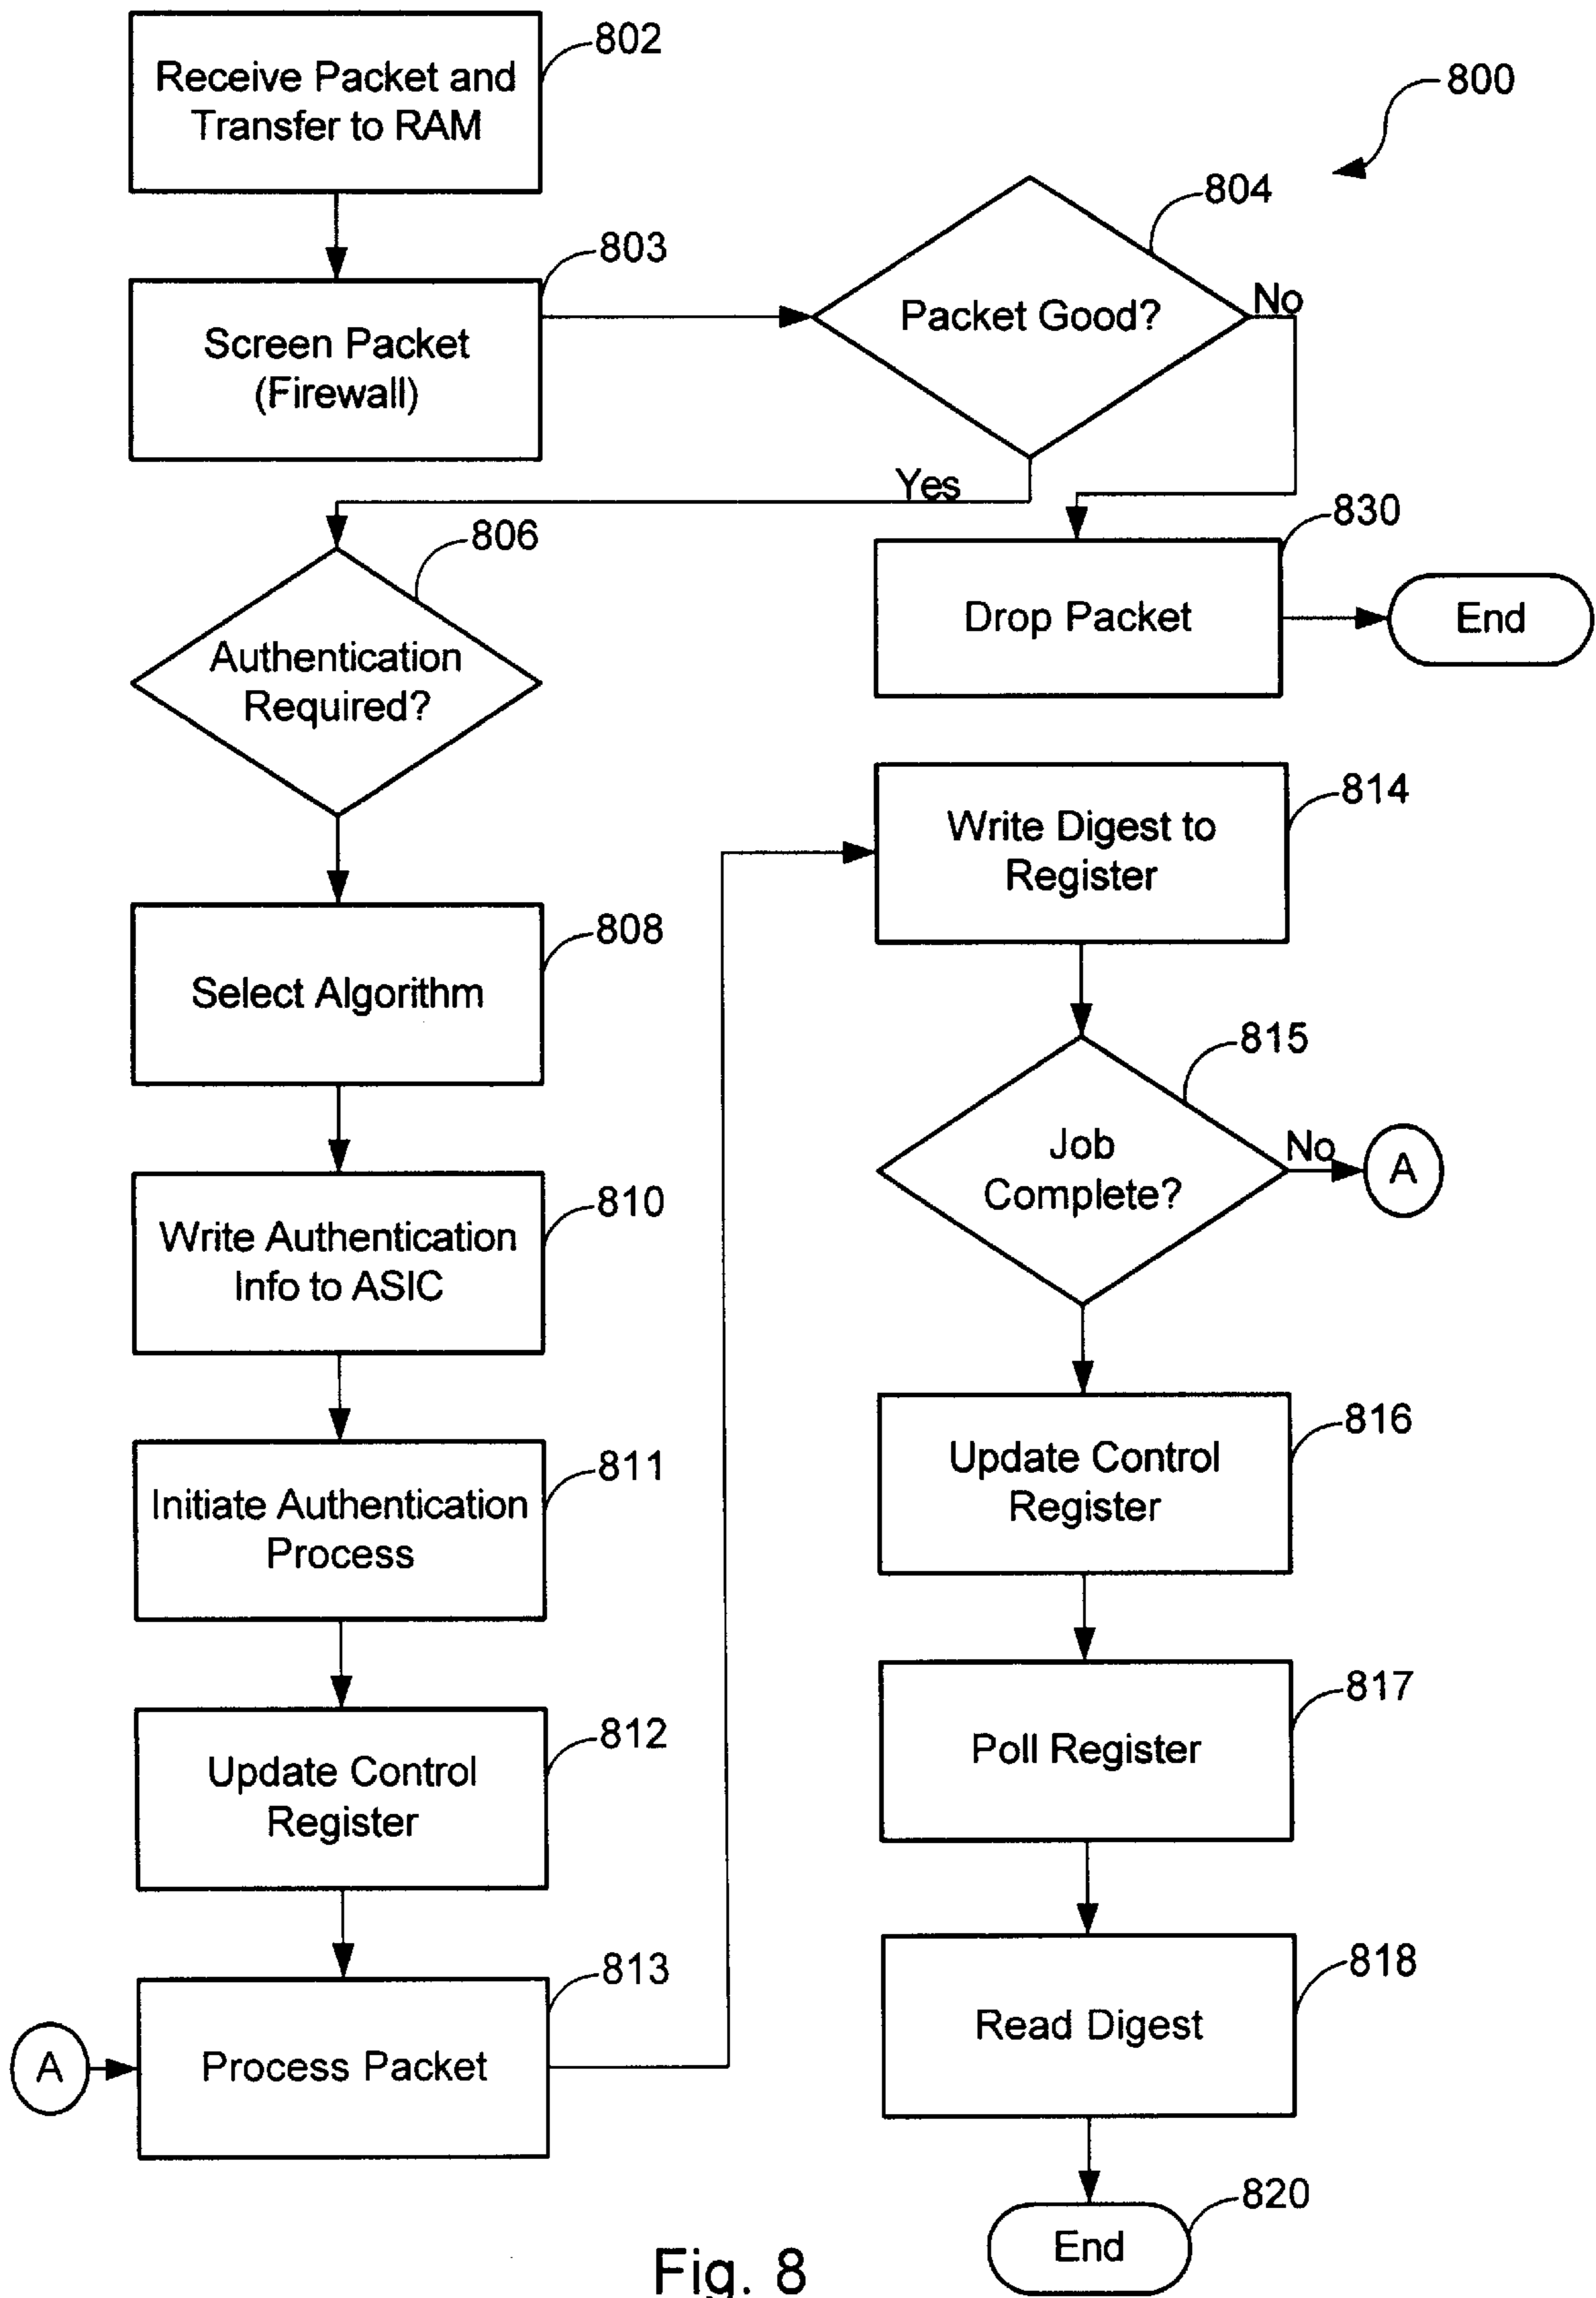 802
Receive Packet and
Transfer to RAM
800
804
803
Packet Good?
No
Screen Packet
(Firewall)
Yes
806
830
Drop Packet
End
Authentication
Required?
814
Write Digest to
Register
808
Select Algorithm
815
Job
Complete?
No
A
810
Write Authentication
Info to ASIC
816
Update Control
Register
811
Initiate Authentication
Process
817
Poll Register
812
Update Control
Register
818
Read Digest
813
A
Process Packet
820
End
Fig. 8